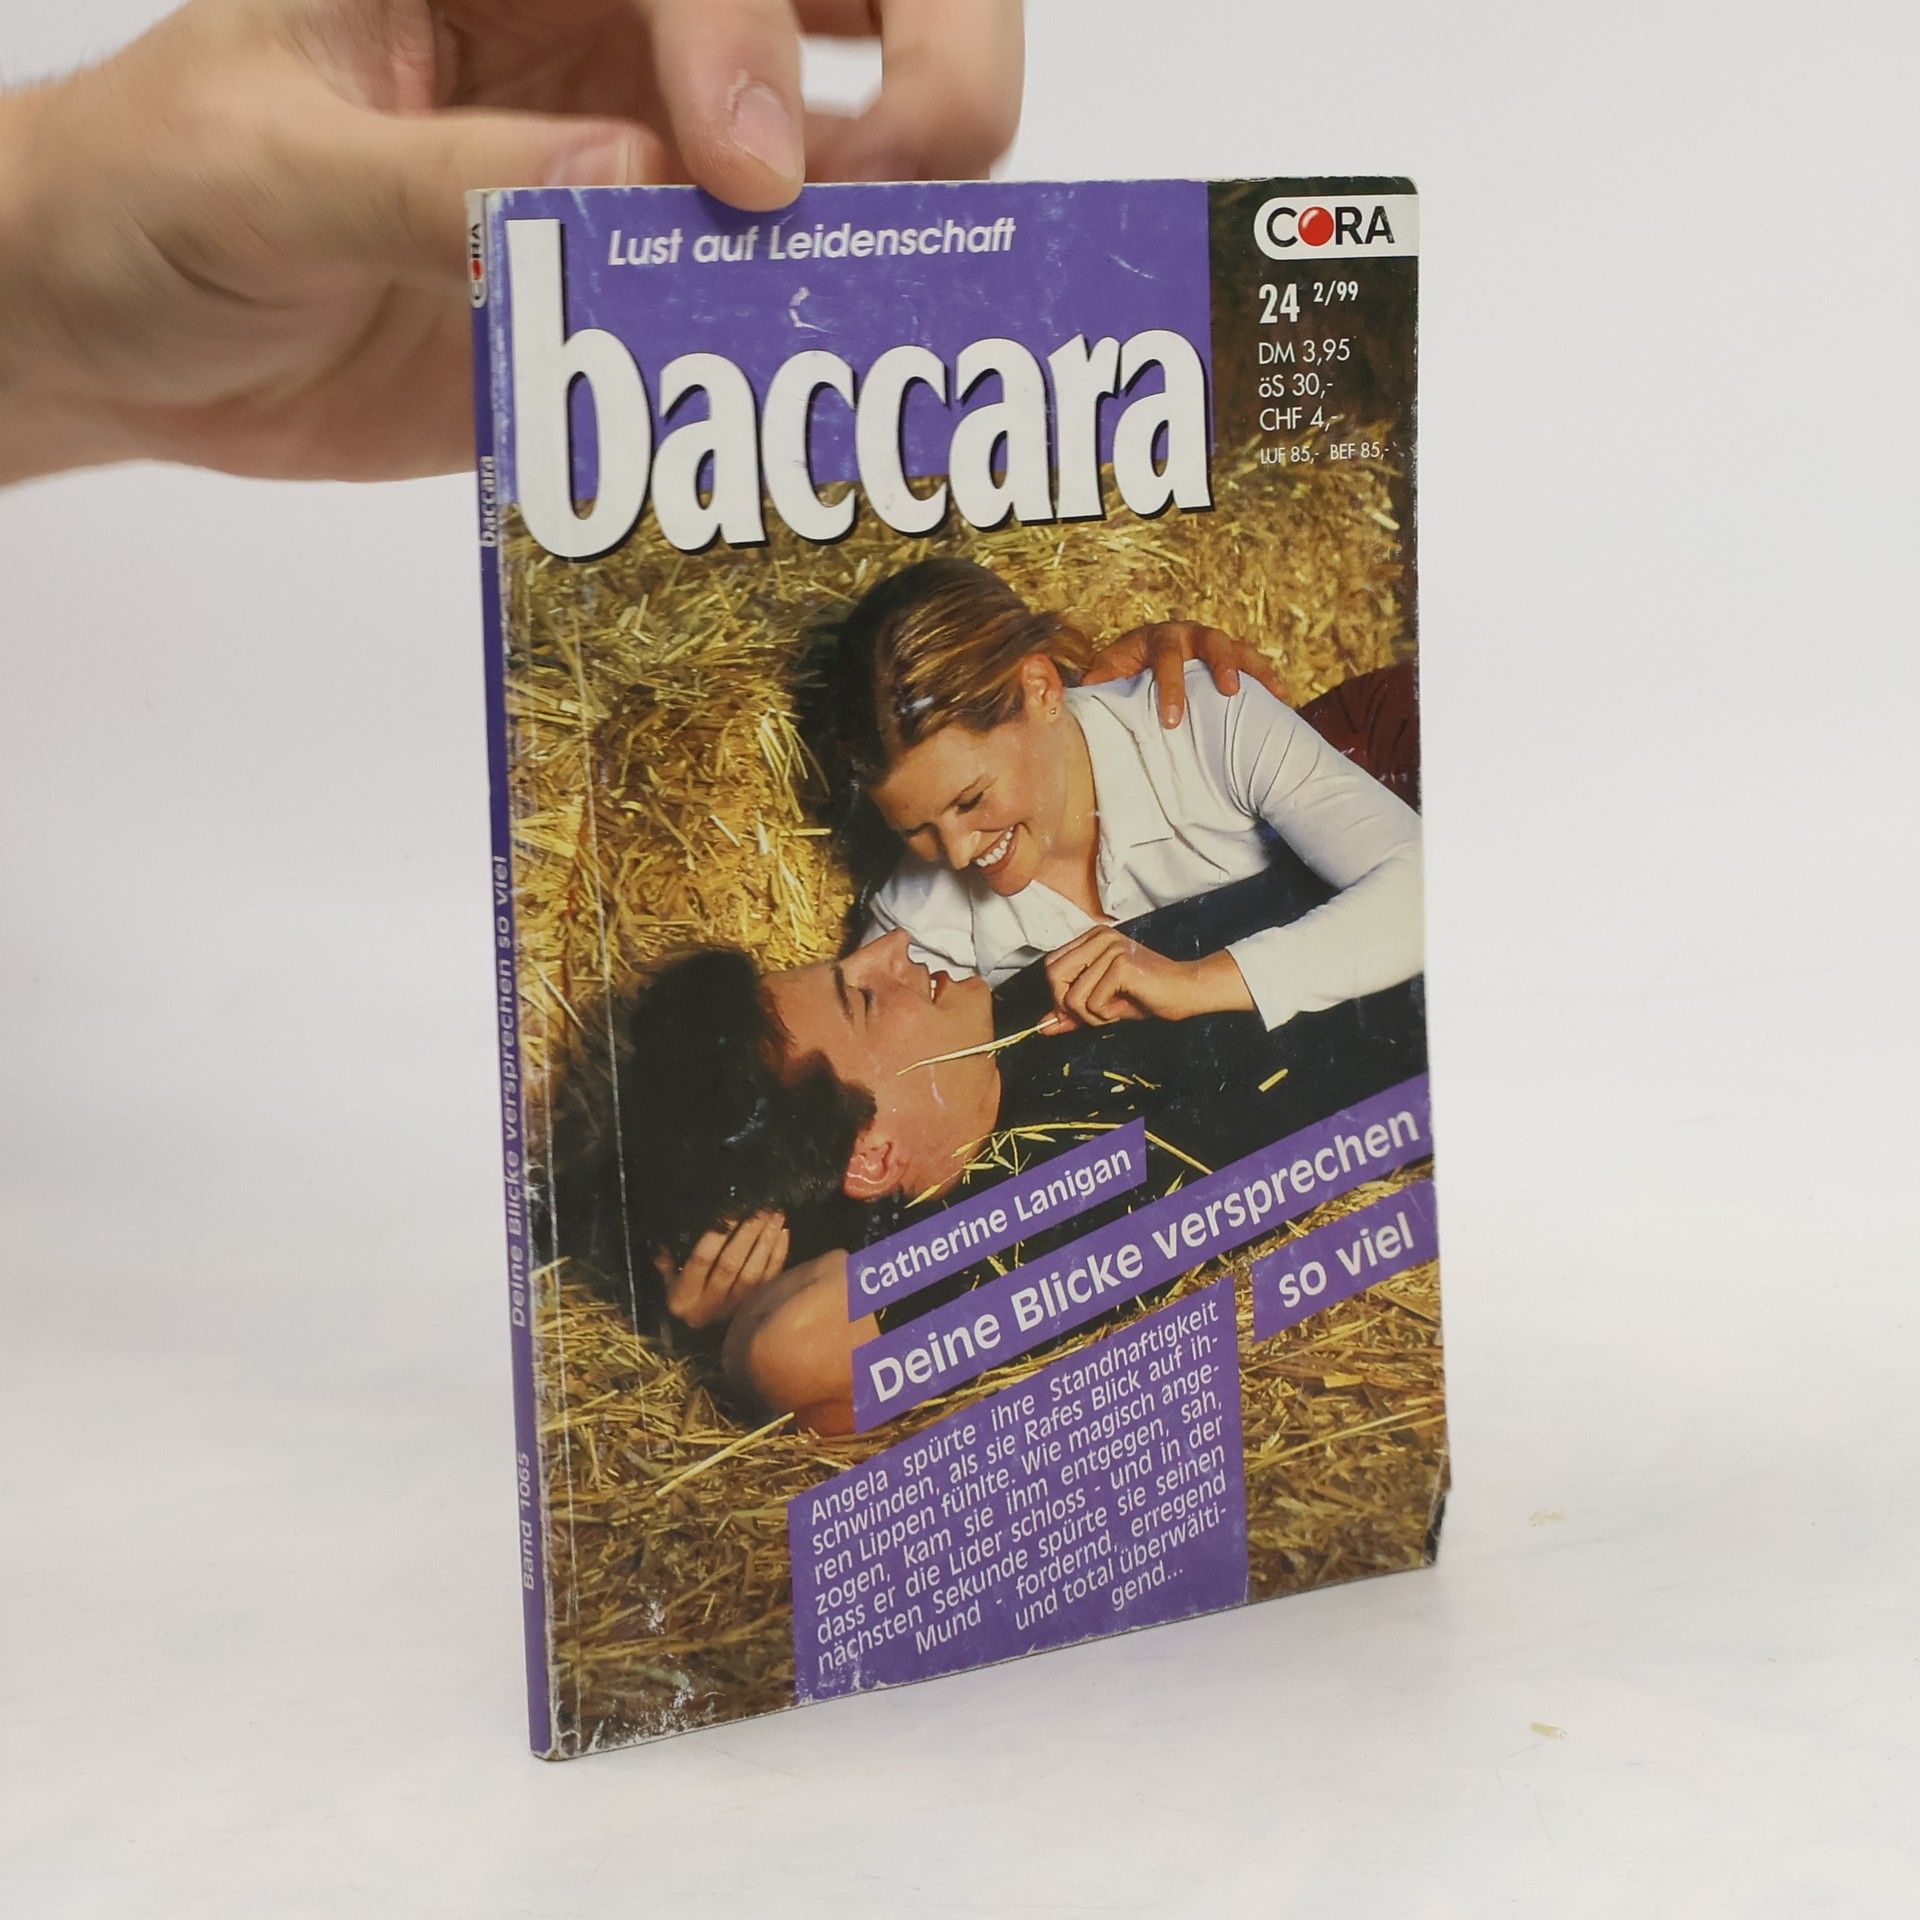 Lust auf Leidenschaft
baccara
CORA
24 2/99
DM 3,95
öS 30,-
CHF 4,-
LUF 85,- BEF 85,-
Catherine Lanigan
Deine Blicke versprechen
so viel
Angela spürte ihre Standhaftigkeit
schwinden, als sie Rafes Blick auf ih-
ren Lippen fühlte. Wie magisch ange-
zogen, kam sie ihm entgegen, sah,
dass er die Lider schloss - und in der
nächsten Sekunde spürte sie seinen
Mund - fordernd, erregend
und total überwälti-
gend...
CORA
baccara
Deine Blicke versprechen so viel
Band 1065